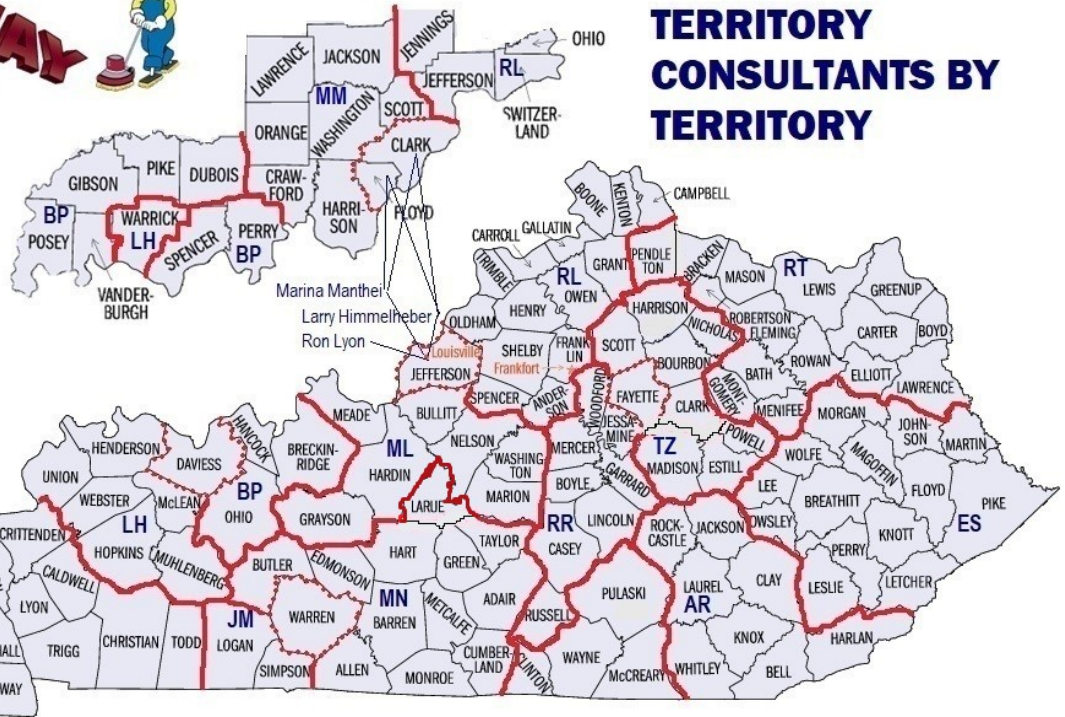 TERRITORY
CONSULTANTS BY
TERRITORY
JENNINGS
JACKSON
LAWRENCE
OHIO
RL
JEFFERSON
MM
SCOTT
SWITZER-
LAND
WASHINGTON
ORANGE
CLARK
PIKE
DUBOIS
GIBSON
CRAW-
FORD
HARRI-
SON
FLOYD
BP
POSEY
WARRICK
LH
SPENCER
PERRY
BP
VANDER-
BURGH
Marina Manthei
Larry Himmelheber
Ron Lyon
BOONE
KENTON
CAMPBELL
GALLATIN
CARROLL
TRIMBLE
GRANT
PENDLE
TON
BRACKEN
MASON
RT
LEWIS
GREENUP
RL
OWEN
HENRY
OLDHAM
HARRISON
NICHOLAS
ROBERTSON
FLEMING
CARTER
BOYD
Louisville
JEFFERSON
SHELBY
Frankfort
FRANK
LIN
SCOTT
BOURBON
BATH
ROWAN
ELLIOTT
LAWRENCE
SPENCER
ANDER-
SON
WOODFORD
FAYETTE
CLARK
MONT-
GOMERY
MENIFEE
MORGAN
JOHN-
SON
MARTIN
MEADE
BULLITT
NELSON
JESSA
MINE
POWELL
WOLFE
MAGOFFIN
HENDERSON
HANCOCK
DAVIESS
BRECKIN-
RIDGE
ML
HARDIN
WASHING
TON
MERCER
TZ
MADISON
ESTILL
UNION
WEBSTER
McLEAN
BP
OHIO
GRAYSON
LARUE
MARION
BOYLE
GARRARD
LEE
BREATHITT
FLOYD
PIKE
ES
CRITTENDEN
LH
HOPKINS
MUHLENBERG
BUTLER
EDMONSON
HART
GREEN
TAYLOR
RR
CASEY
LINCOLN
ROCK-
CASTLE
JACKSON
OWSLEY
PERRY
KNOTT
LETCHER
CALDWELL
LYON
TRIGG
CHRISTIAN
TODD
JM
LOGAN
WARREN
SIMPSON
MN
BARREN
ALLEN
METCALFE
MONROE
ADAIR
CUMBER-
LAND
RUSSELL
CLINTON
PULASKI
WAYNE
McCREARY
LAUREL
AR
CLAY
LESLIE
KNOX
WHITLEY
BELL
HARLAN